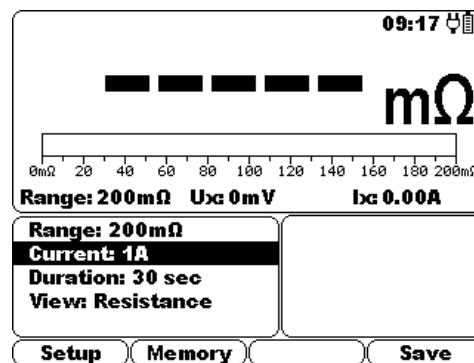 09:17
mΩ
0mΩ 20 40 60 80 100 120 140 160 180 200mΩ
Range: 200mΩ Ux: 0mV Ix: 0.00A
Range: 200mΩ
Current: 1A
Duration: 30 sec
View: Resistance
Setup Memory Save